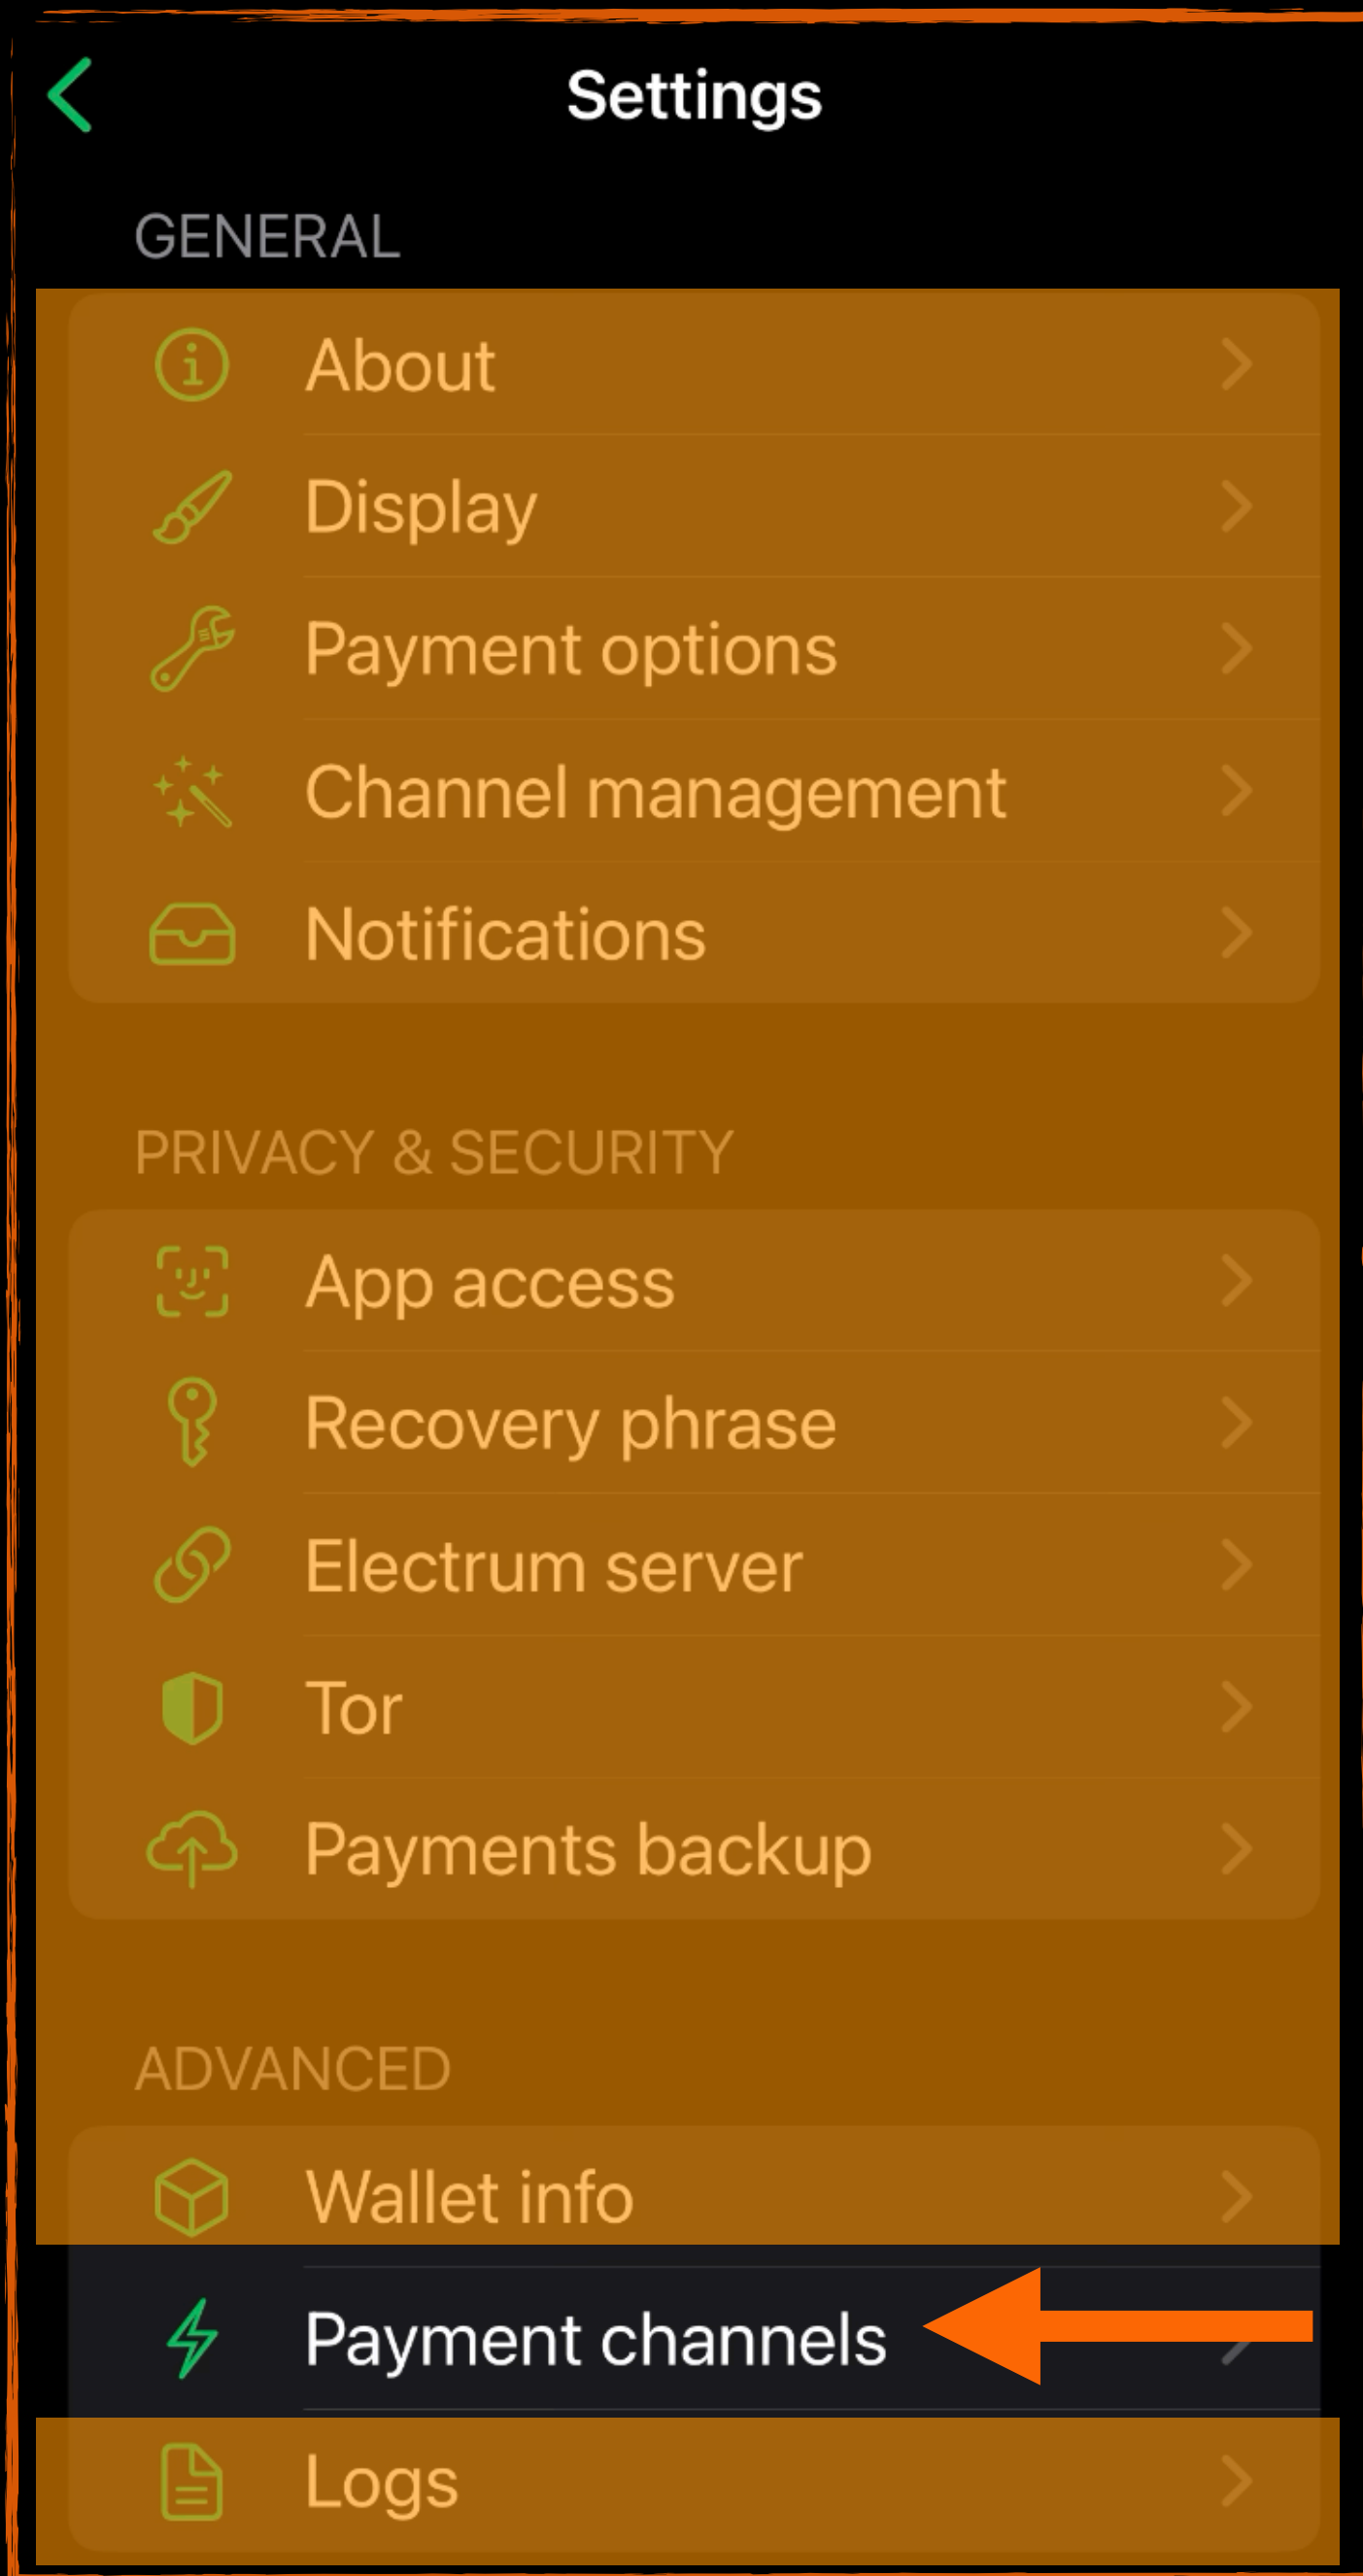 Settings
GENERAL
About
Display
Payment options
Channel management
Notifications
PRIVACY & SECURITY
App access
Recovery phrase
Electrum server
Tor
Payments backup
ADVANCED
Wallet info
Payment channels
Logs